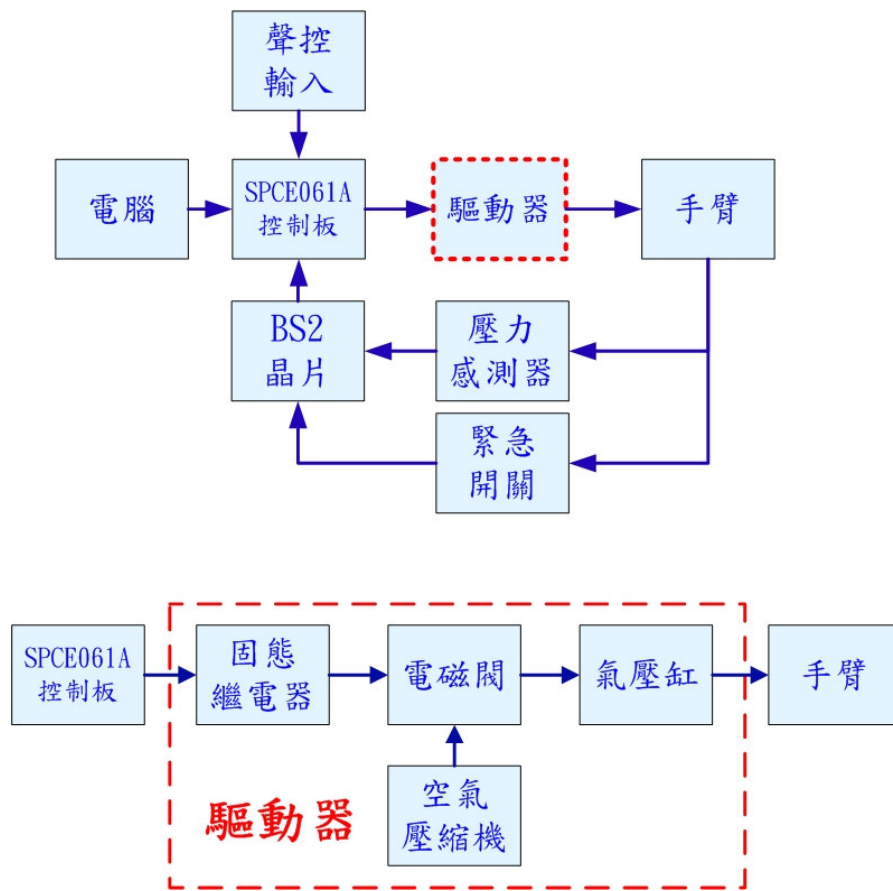 聲控
輸入
電腦
SPCE061A
控制板
驅動器
手臂
BS2
晶片
壓力
感測器
緊急
開關
SPCE061A
控制板
固態
繼電器
電磁閥
氣壓缸
手臂
空氣
壓縮機
驅動器